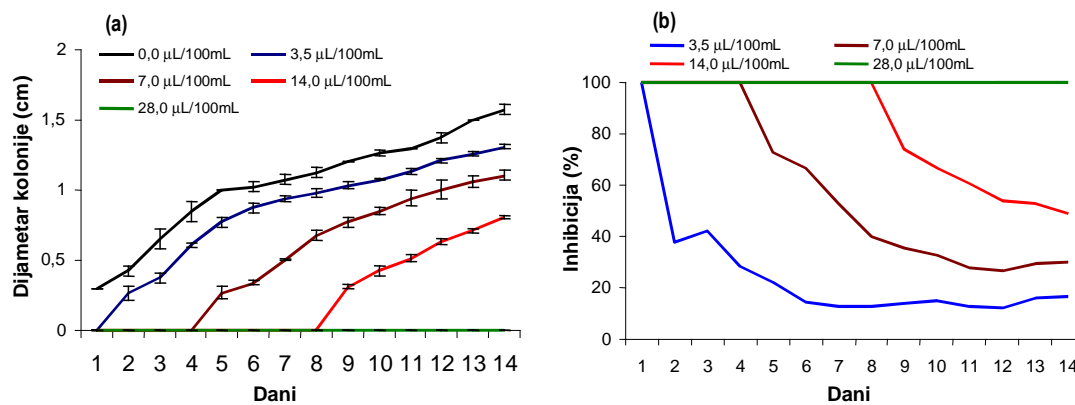 (a)
2
0,0 µL/100mL 3,5 µL/100mL
7,0 µL/100mL 14,0 µL/100mL
28,0 µL/100mL
1,5
1
0,5
0
Dijametar kolonije (cm)
1 2 3 4 5 6 7 8 9 10 11 12 13 14
Dani
(b)
3,5 µL/100mL 7,0 µL/100mL
14,0 µL/100mL 28,0 µL/100mL
100
80
60
40
20
0
Inhibicija (%)
1 2 3 4 5 6 7 8 9 10 11 12 13 14
Dani